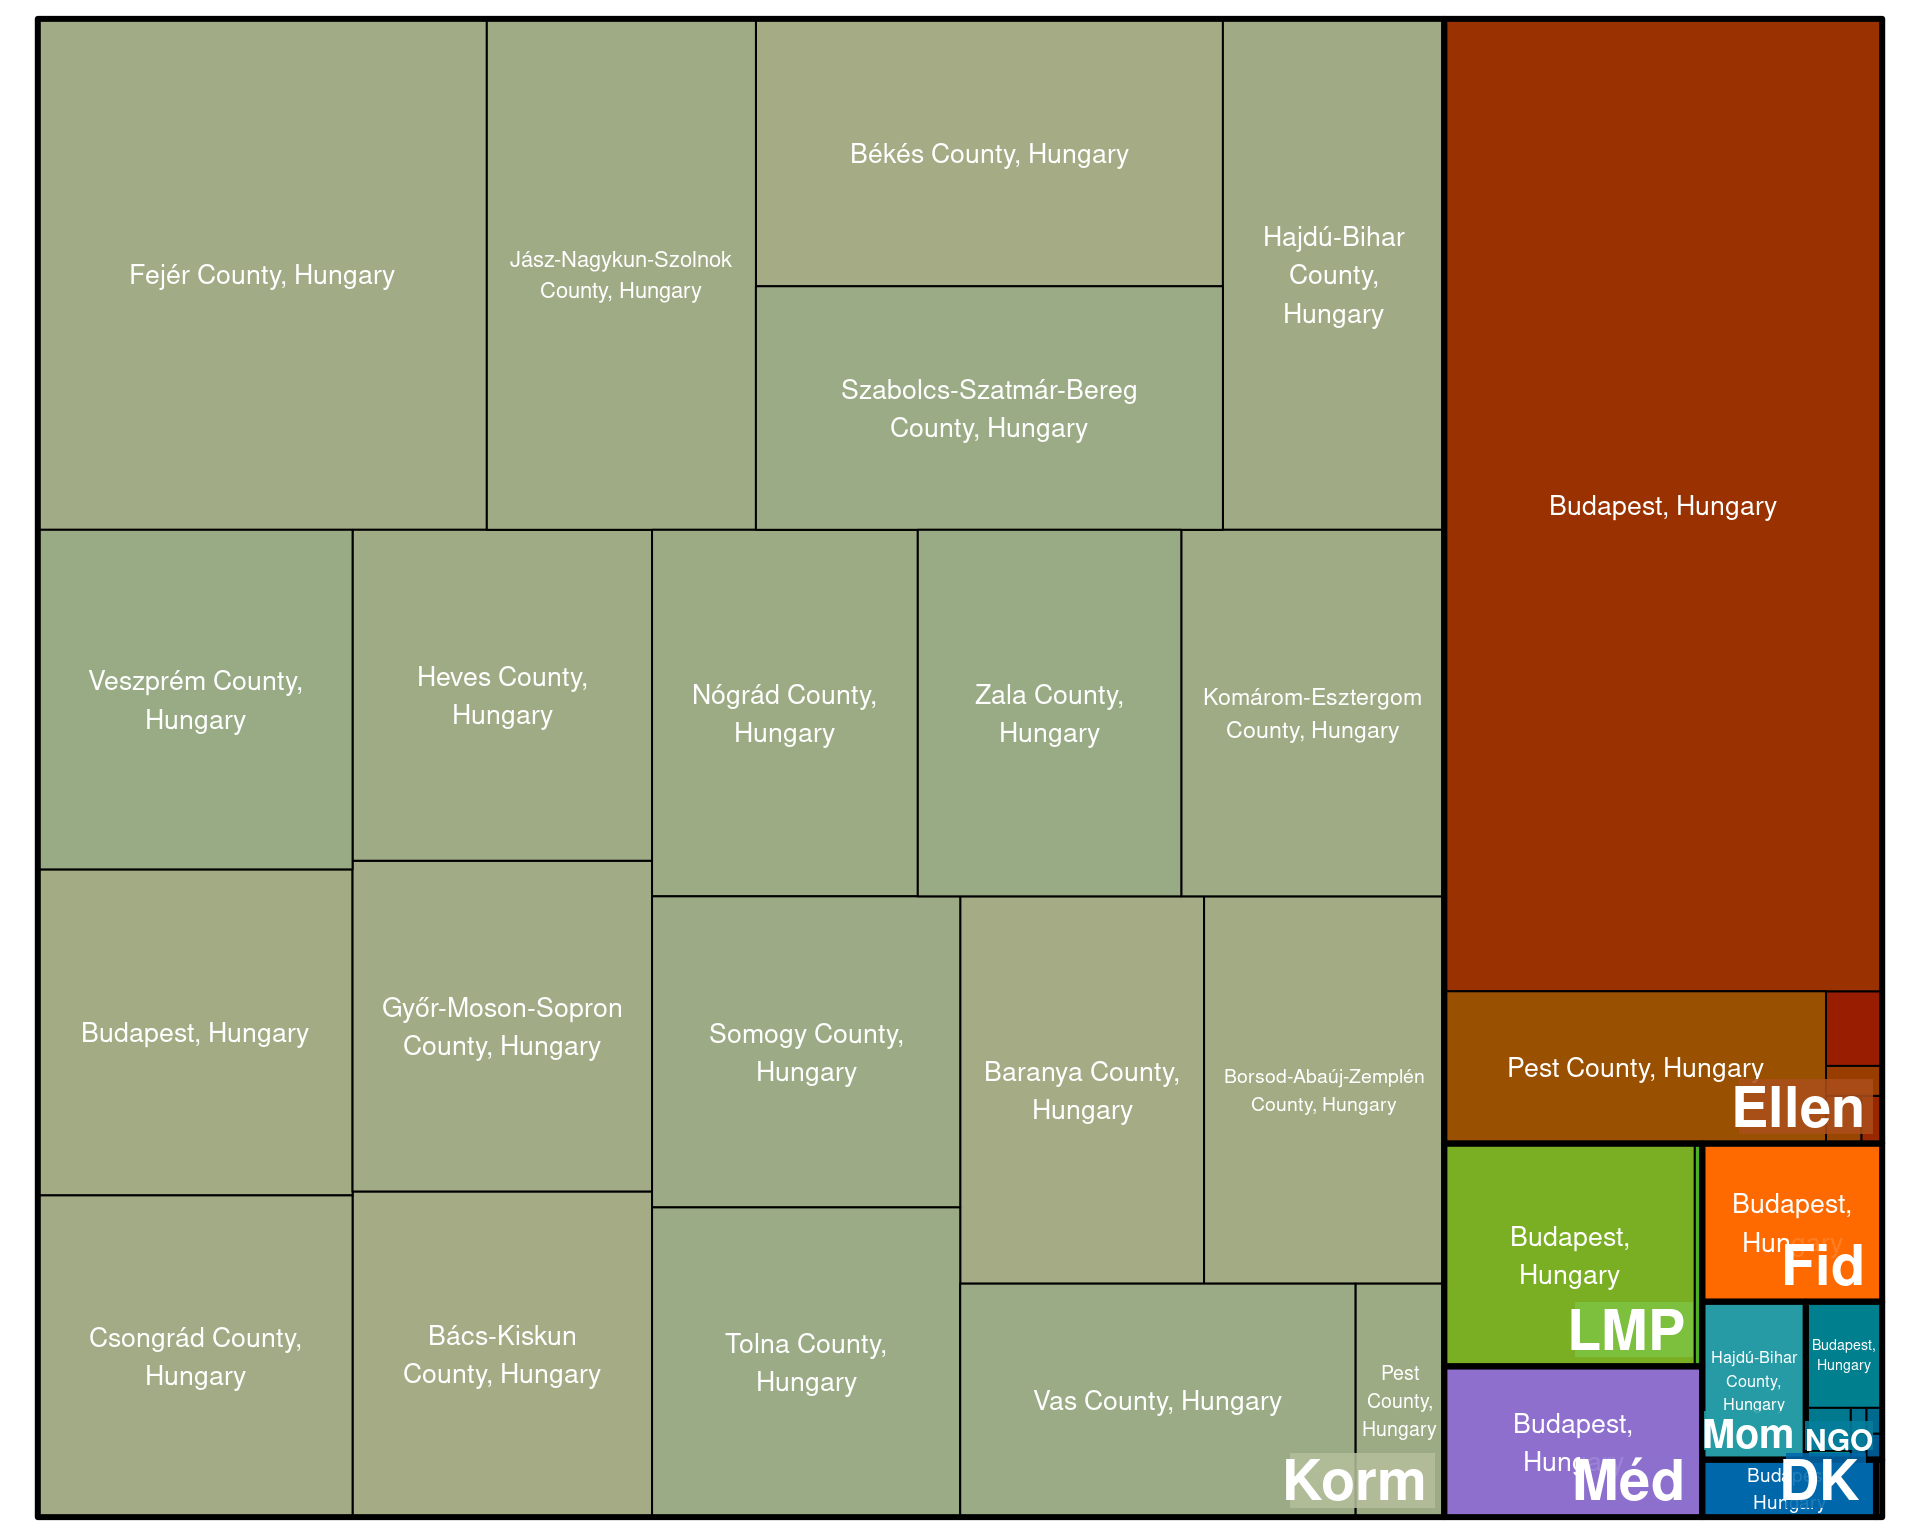 Fejér County, Hungary
Jász-Nagykun-Szolnok
County, Hungary
Békés County, Hungary
Szabolcs-Szatmár-Bereg
County, Hungary
Hajdú-Bihar
County,
Hungary
Veszprém County,
Hungary
Heves County,
Hungary
Nógrád County,
Hungary
Zala County,
Hungary
Komárom-Esztergom
County, Hungary
Budapest, Hungary
Győr-Moson-Sopron
County, Hungary
Somogy County,
Hungary
Baranya County,
Hungary
Borsod-Abaúj-Zemplén
County, Hungary
Csongrád County,
Hungary
Bács-Kiskun
County, Hungary
Tolna County,
Hungary
Vas County, Hungary
Pest
County,
Hungary
Korm
Budapest, Hungary
Pest County, Hungary
Ellen
Budapest,
Hungary
LMP
Budapest,
Hungary
Fid
Budapest,
Hungary
Méd
Hajdú-Bihar
County,
Hungary
Mom
Budapest,
Hungary
NGO
Budapest,
Hungary
DK